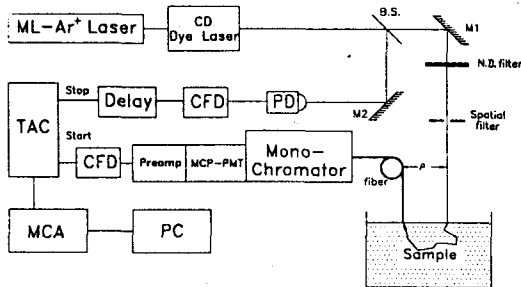 ML-Ar+ Laser
CD
Dye Laser
B.S.
M1
N.D. filter
Stop
Delay
CFD
PD
M2
TAC
Spatial
filter
Start
CFD
Preamp
MCP-PMT
Mono-
Chromator
ρ
fiber
MCA
PC
Sample